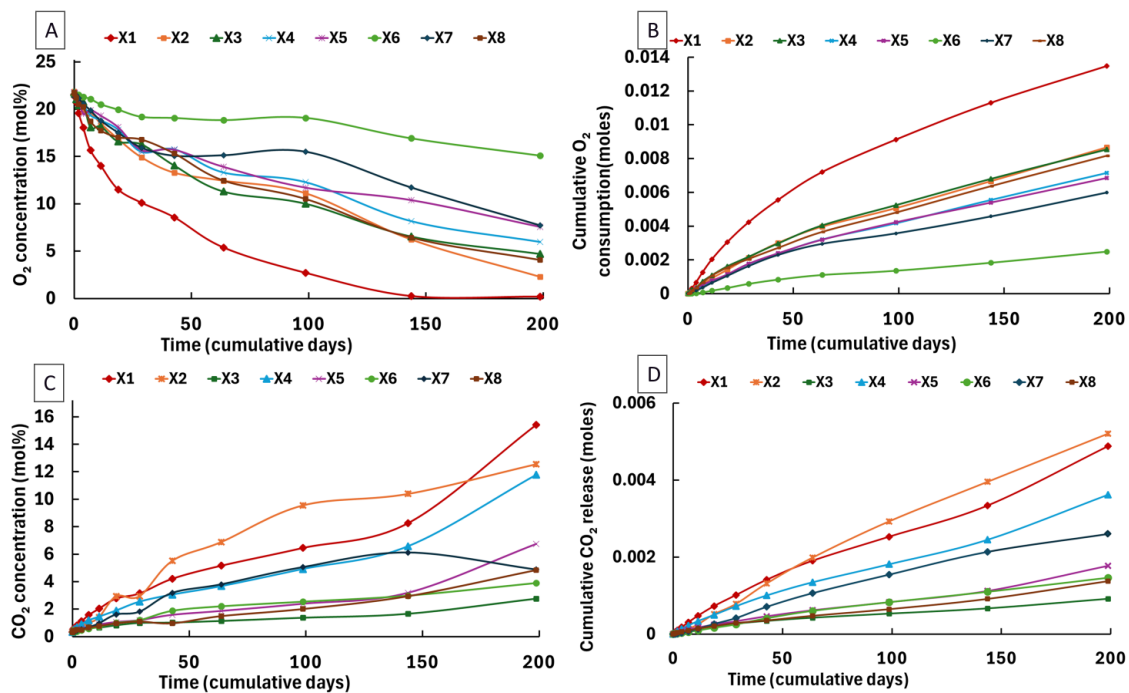 A
X1 X2 X3 X4 X5 X6 X7 X8
O2 concentration (mol%)
25
20
15
10
5
0
0 50 100 150 200
Time (cumulative days)
B
X1 X2 X3 X4 X5 X6 X7 X8
Cumulative O2
consumption(moles)
0.014
0.012
0.01
0.008
0.006
0.004
0.002
0
0 50 100 150 200
Time (cumulative days)
C
X1 X2 X3 X4 X5 X6 X7 X8
CO2 concentration (mol%)
16
14
12
10
8
6
4
2
0
0 50 100 150 200
Time (cumulative days)
D
X1 X2 X3 X4 X5 X6 X7 X8
Cumulative CO2 release (moles)
0.006
0.004
0.002
0
0 50 100 150 200
Time (cumulative days)